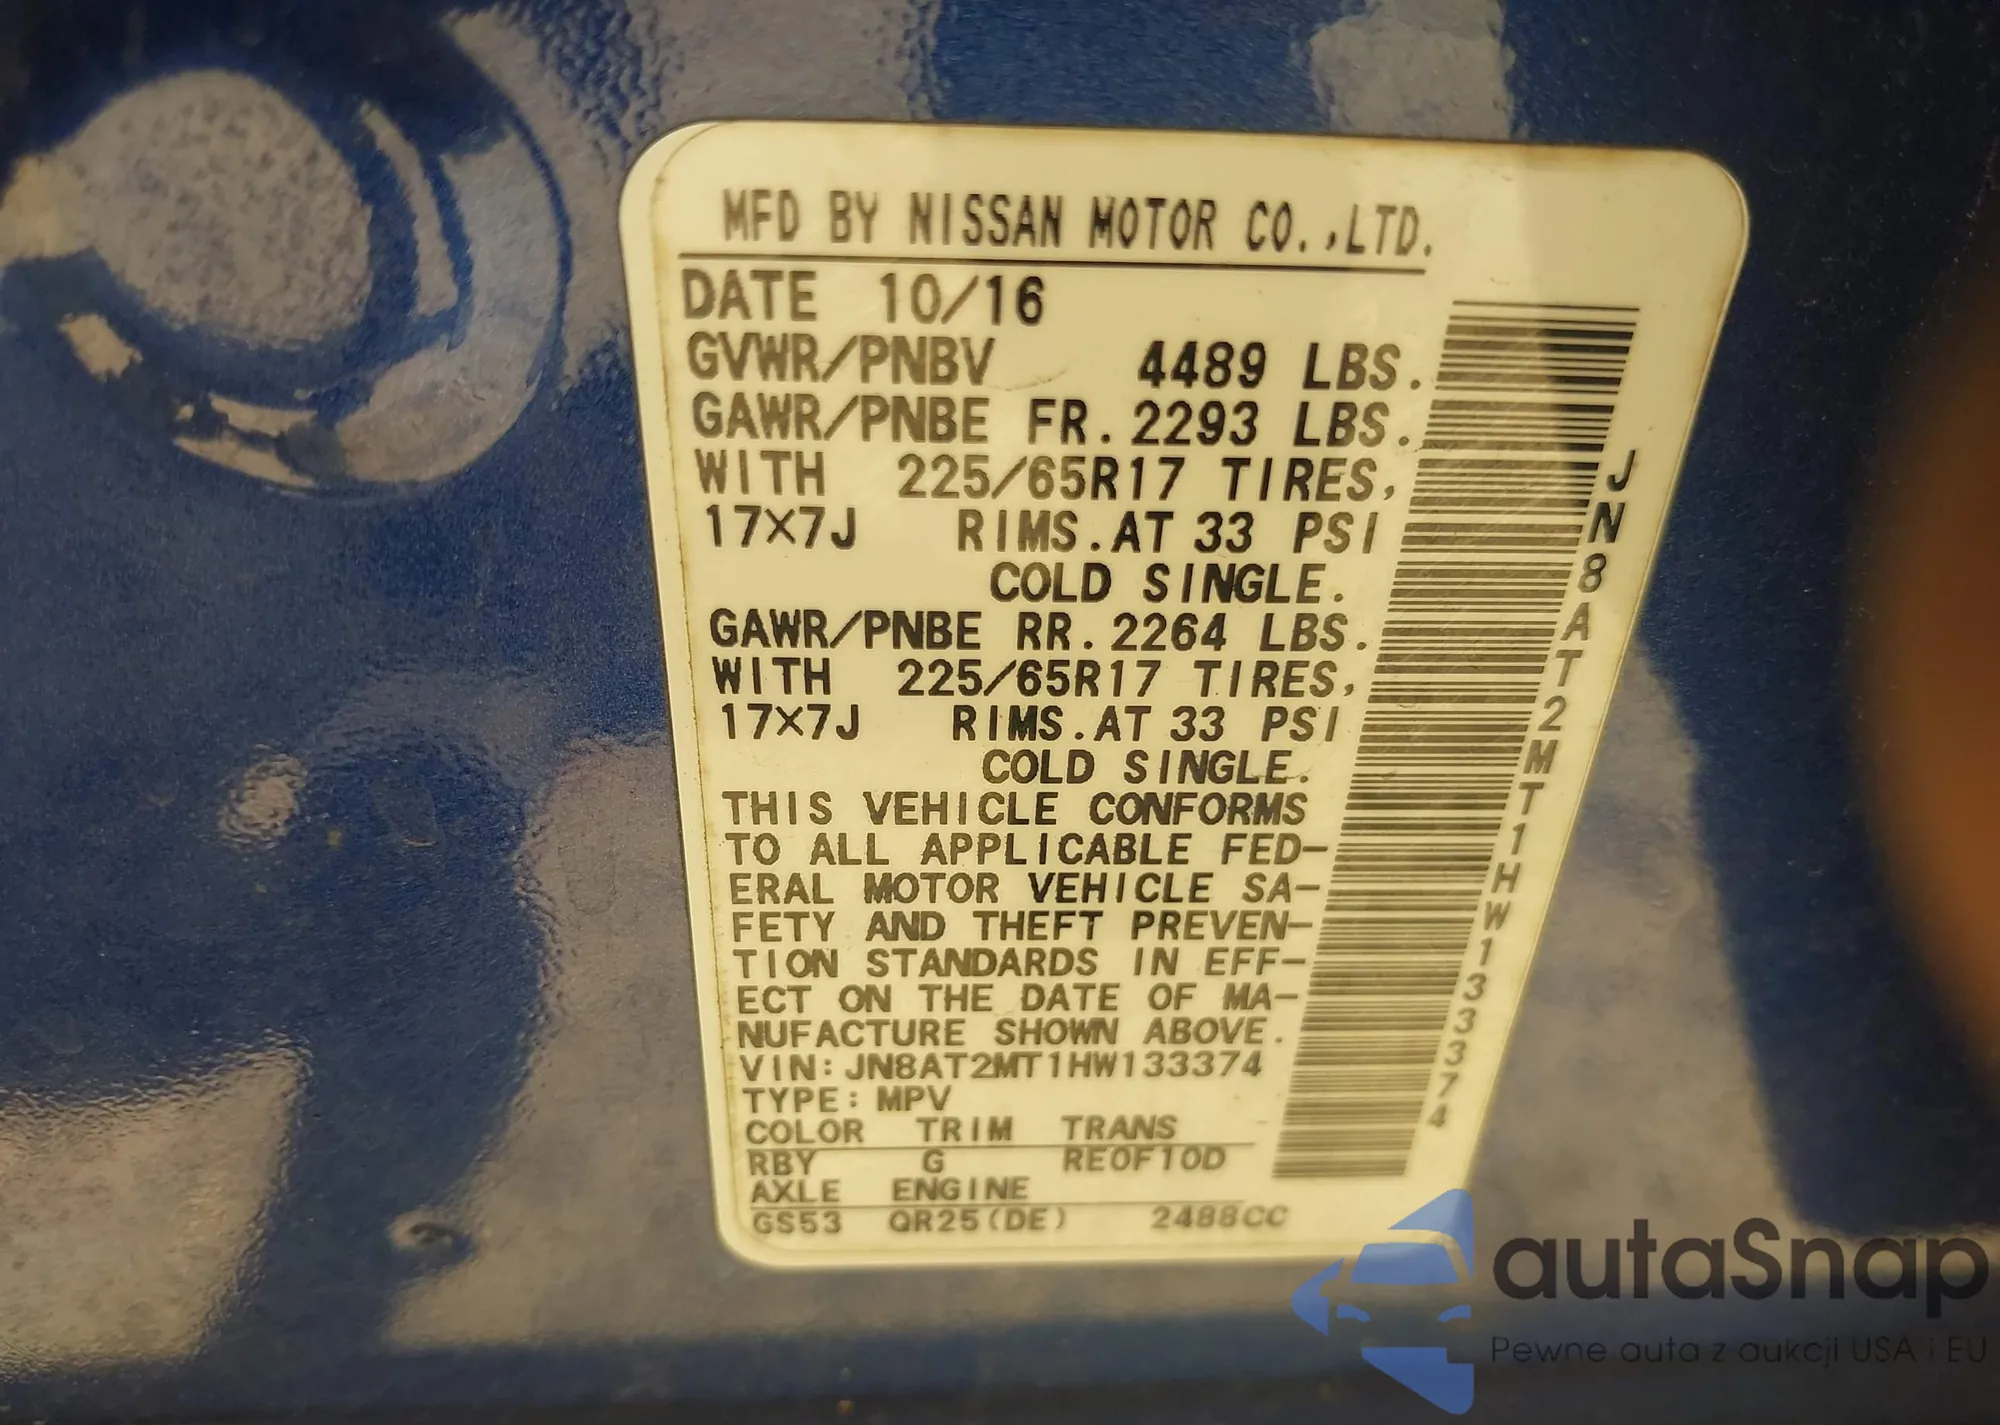 MFD BY NISSAN MOTOR CO.,LTD.
DATE 10/16
GVWR/PNBV 4489 LBS.
GAWR/PNBE FR. 2293 LBS.
WITH 225/65R17 TIRES,
17×7J RIMS.AT 33 PSI
COLD SINGLE.
GAWR/PNBE RR. 2264 LBS.
WITH 225/65R17 TIRES,
17×7J RIMS.AT 33 PSI
COLD SINGLE.
THIS VEHICLE CONFORMS
TO ALL APPLICABLE FED-
ERAL MOTOR VEHICLE SA-
FETY AND THEFT PREVEN-
TION STANDARDS IN EFF-
ECT ON THE DATE OF MA-
NUFACTURE SHOWN ABOVE.
VIN: JN8AT2MT1HW133374
TYPE: MPV
COLOR TRIM TRANS
RBY G RE0F10D
AXLE ENGINE
GS53 QR25(DE) 2488CC
JN8AT2MT1HW133374
autaSnap
Pewne auta z aukcji USA i EU